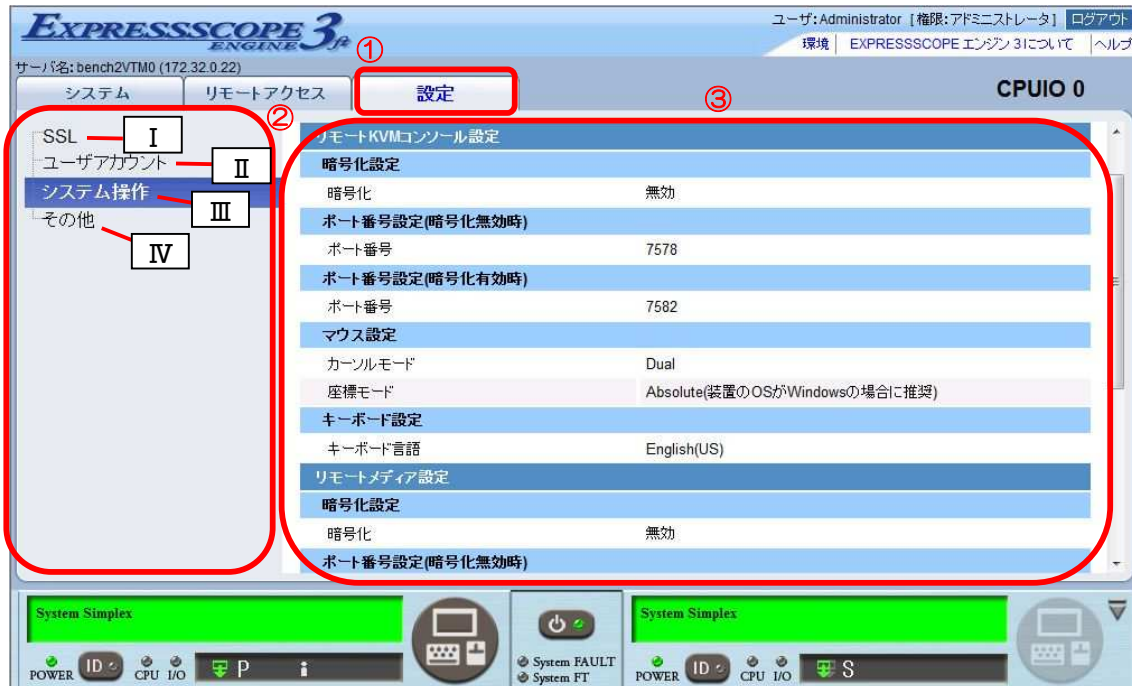 EXPRESSSCOPE
ENGINE 3 ft
ユーザ:Administrator [権限:アドミニストレータ] ログアウト
環境 EXPRESSSCOPE エンジン 3について ヘルプ
サーバ名: bench2VTM0 (172.32.0.22)
①
システム リモートアクセス 設定
CPUIO 0
②
③
SSL
Ⅰ
ユーザアカウント
Ⅱ
システム操作
Ⅲ
その他
Ⅳ
リモートKVMコンソール設定
暗号化設定
暗号化 無効
ポート番号設定(暗号化無効時)
ポート番号 7578
ポート番号設定(暗号化有効時)
ポート番号 7582
マウス設定
カーソルモード Dual
座標モード Absolute(装置のOSがWindowsの場合に推奨)
キーボード設定
キーボード言語 English(US)
リモートメディア設定
暗号化設定
暗号化 無効
ポート番号設定(暗号化無効時)
System Simplex
POWER ID CPU I/O P i
System FAULT
System FT
System Simplex
POWER ID CPU I/O S